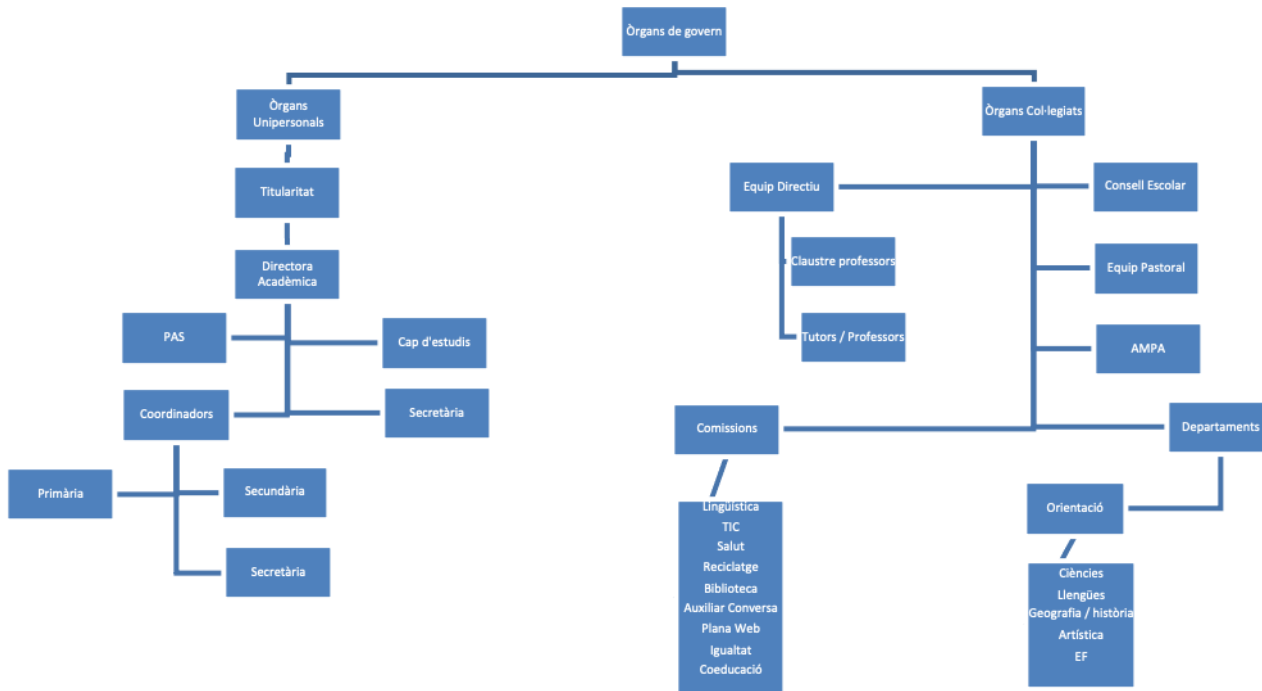 Òrgans de govern
Òrgans
Unipersonals
Òrgans Col·legiats
Titularitat
Equip Directiu
Consell Escolar
Directora
Acadèmica
Claustre professors
Equip Pastoral
PAS
Cap d'estudis
Tutors / Professors
AMPA
Coordinadors
Secretària
Comissions
Departaments
Primària
Secundària
Orientació
Secretària
Lingüística
TIC
Salut
Reciclatge
Biblioteca
Auxiliar Conversa
Plana Web
Igualtat
Coeducació
Ciències
Llengües
Geografia / història
Artística
EF